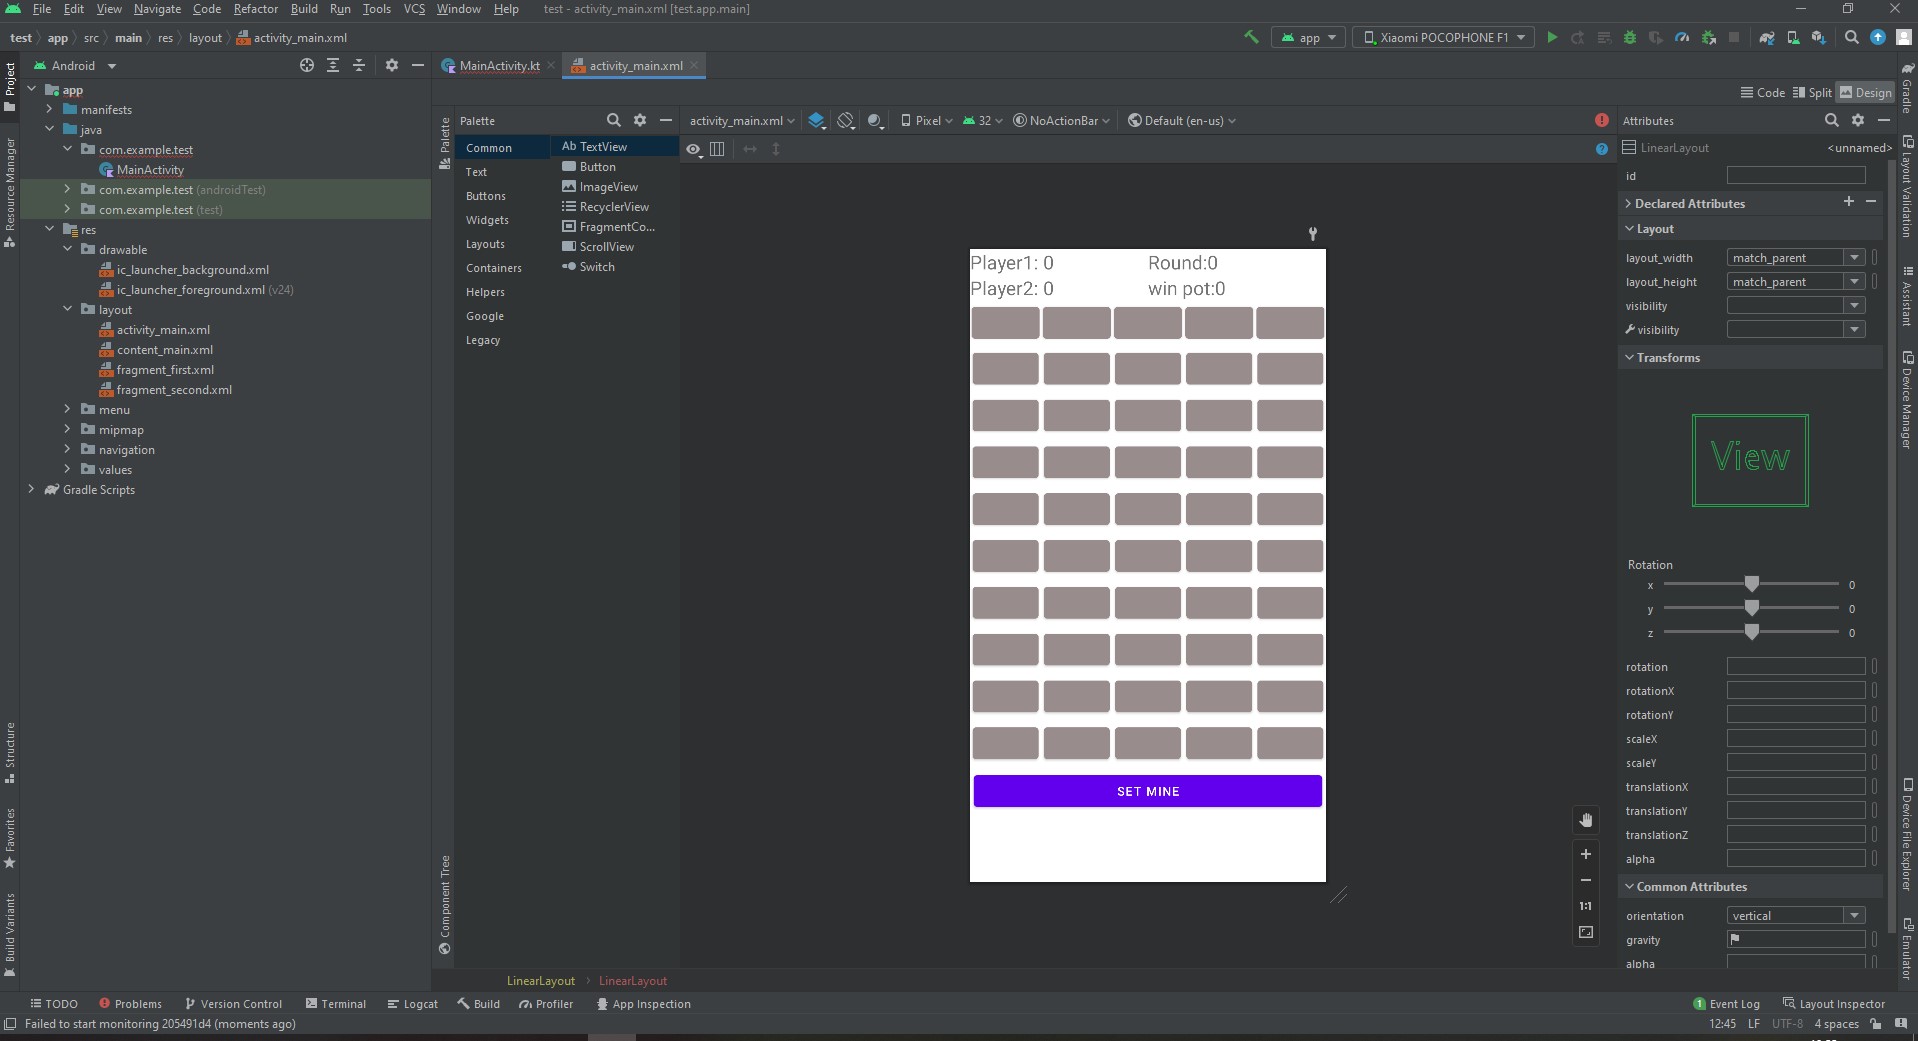 File Edit View Navigate Code Refactor Build Run Tools VCS Window Help test - activity_main.xml [test.app.main]
test app src main res layout activity_main.xml app Xiaomi POCOPHONE F1
Project
Resource Manager
Structure
Favorites
Build Variants
Android
app
manifests
java
com.example.test
MainActivity
com.example.test (androidTest)
com.example.test (test)
res
drawable
ic_launcher_background.xml
ic_launcher_foreground.xml (v24)
layout
activity_main.xml
content_main.xml
fragment_first.xml
fragment_second.xml
menu
mipmap
navigation
values
Gradle Scripts
MainActivity.kt activity_main.xml
Code Split Design
Palette
Component Tree
Palette
Common
Text
Buttons
Widgets
Layouts
Containers
Helpers
Google
Legacy
Ab TextView
Button
ImageView
RecyclerView
FragmentCo...
ScrollView
Switch
activity_main.xml Pixel 32 NoActionBar Default (en-us)
Player1: 0 Round:0
Player2: 0 win pot:0
SET MINE
1:1
Attributes
LinearLayout <unnamed>
id
Declared Attributes
Layout
layout_width match_parent
layout_height match_parent
visibility
visibility
Transforms
View
Rotation
x 0
y 0
z 0
rotation
rotationX
rotationY
scaleX
scaleY
translationX
translationY
translationZ
alpha
Common Attributes
orientation vertical
gravity
alpha
Gradle
Layout Validation
Assistant
Device Manager
Device File Explorer
Emulator
LinearLayout LinearLayout
TODO Problems Version Control Terminal Logcat Build Profiler App Inspection 1 Event Log Layout Inspector
Failed to start monitoring 205491d4 (moments ago) 12:45 LF UTF-8 4 spaces